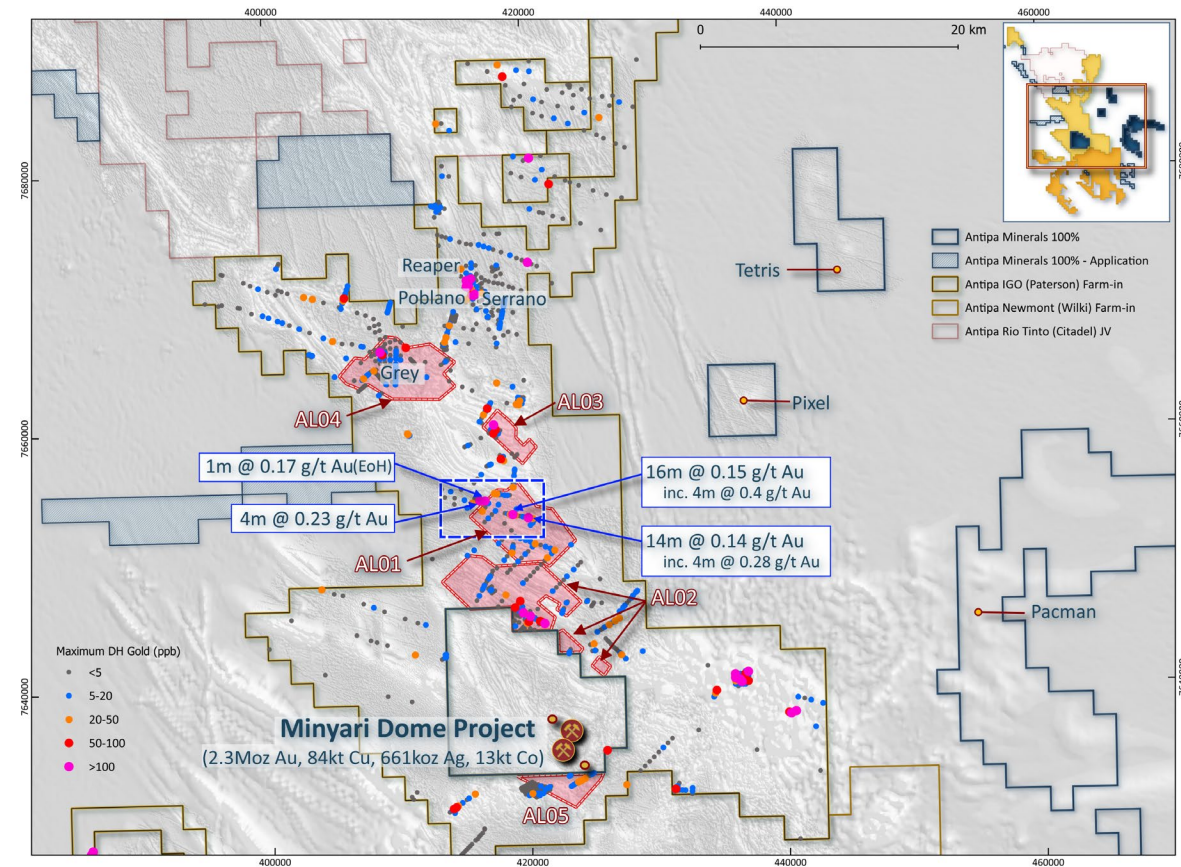 400000
420000
440000
460000
0
20 km
7680000
Reaper
Poblano
Serrano
Tetris
Antipa Minerals 100%
Antipa Minerals 100% - Application
Antipa IGO (Paterson) Farm-in
Antipa Newmont (Wilki) Farm-in
Antipa Rio Tinto (Citadel) JV
Grey
AL04
AL03
Pixel
7660000
1m @ 0.17 g/t Au(EoH)
4m @ 0.23 g/t Au
16m @ 0.15 g/t Au
inc. 4m @ 0.4 g/t Au
14m @ 0.14 g/t Au
inc. 4m @ 0.28 g/t Au
AL01
AL02
Pacman
Maximum DH Gold (ppb)
<5
5-20
20-50
50-100
>100
7640000
Minyari Dome Project
(2.3Moz Au, 84kt Cu, 661koz Ag, 13kt Co)
AL05
400000
420000
440000
460000